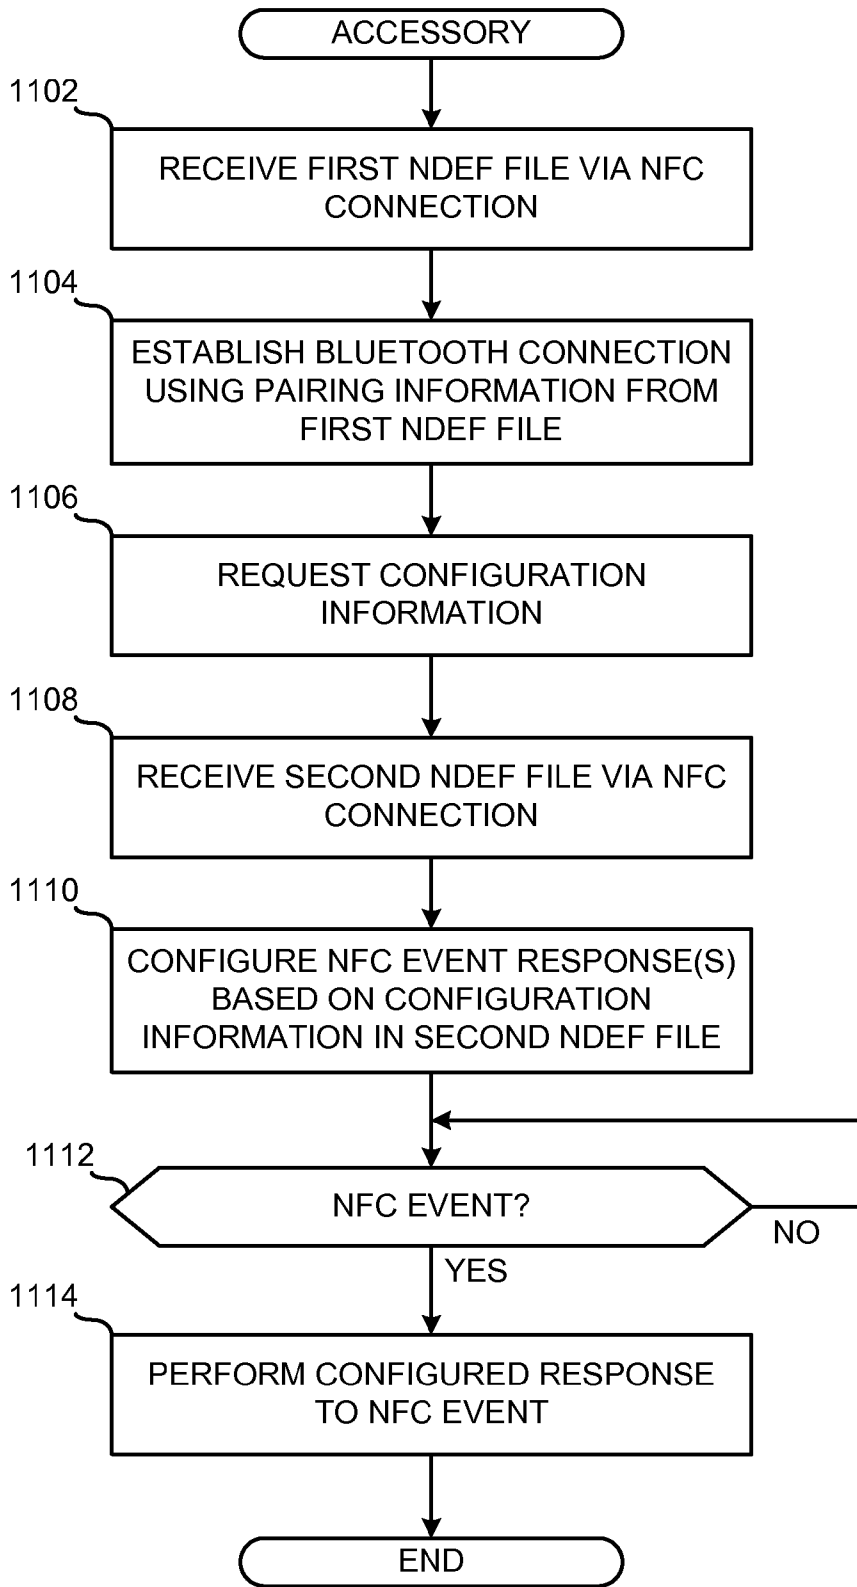 ACCESSORY
1102
RECEIVE FIRST NDEF FILE VIA NFC
CONNECTION
1104
ESTABLISH BLUETOOTH CONNECTION
USING PAIRING INFORMATION FROM
FIRST NDEF FILE
1106
REQUEST CONFIGURATION
INFORMATION
1108
RECEIVE SECOND NDEF FILE VIA NFC
CONNECTION
1110
CONFIGURE NFC EVENT RESPONSE(S)
BASED ON CONFIGURATION
INFORMATION IN SECOND NDEF FILE
1112
NFC EVENT?
NO
YES
1114
PERFORM CONFIGURED RESPONSE
TO NFC EVENT
END